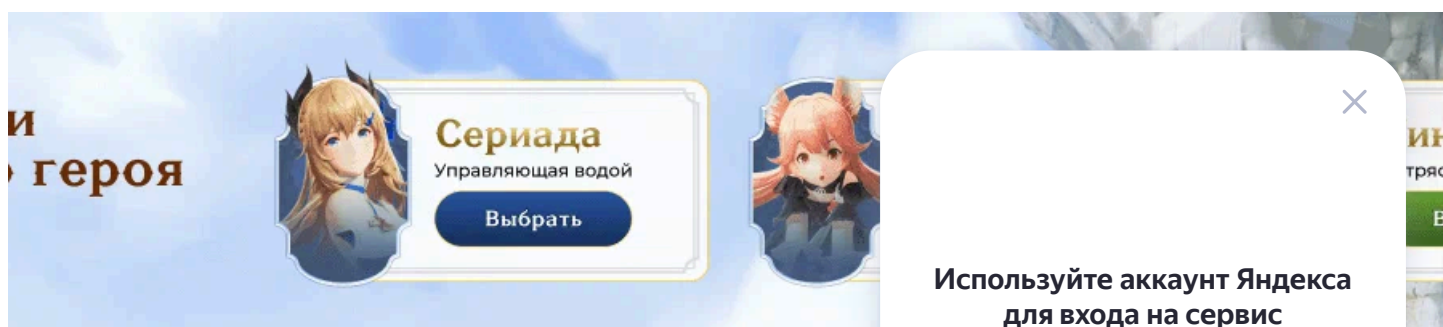 и
героя
Сериада
Управляющая водой
Выбрать
Используйте аккаунт Яндекса
для входа на сервис